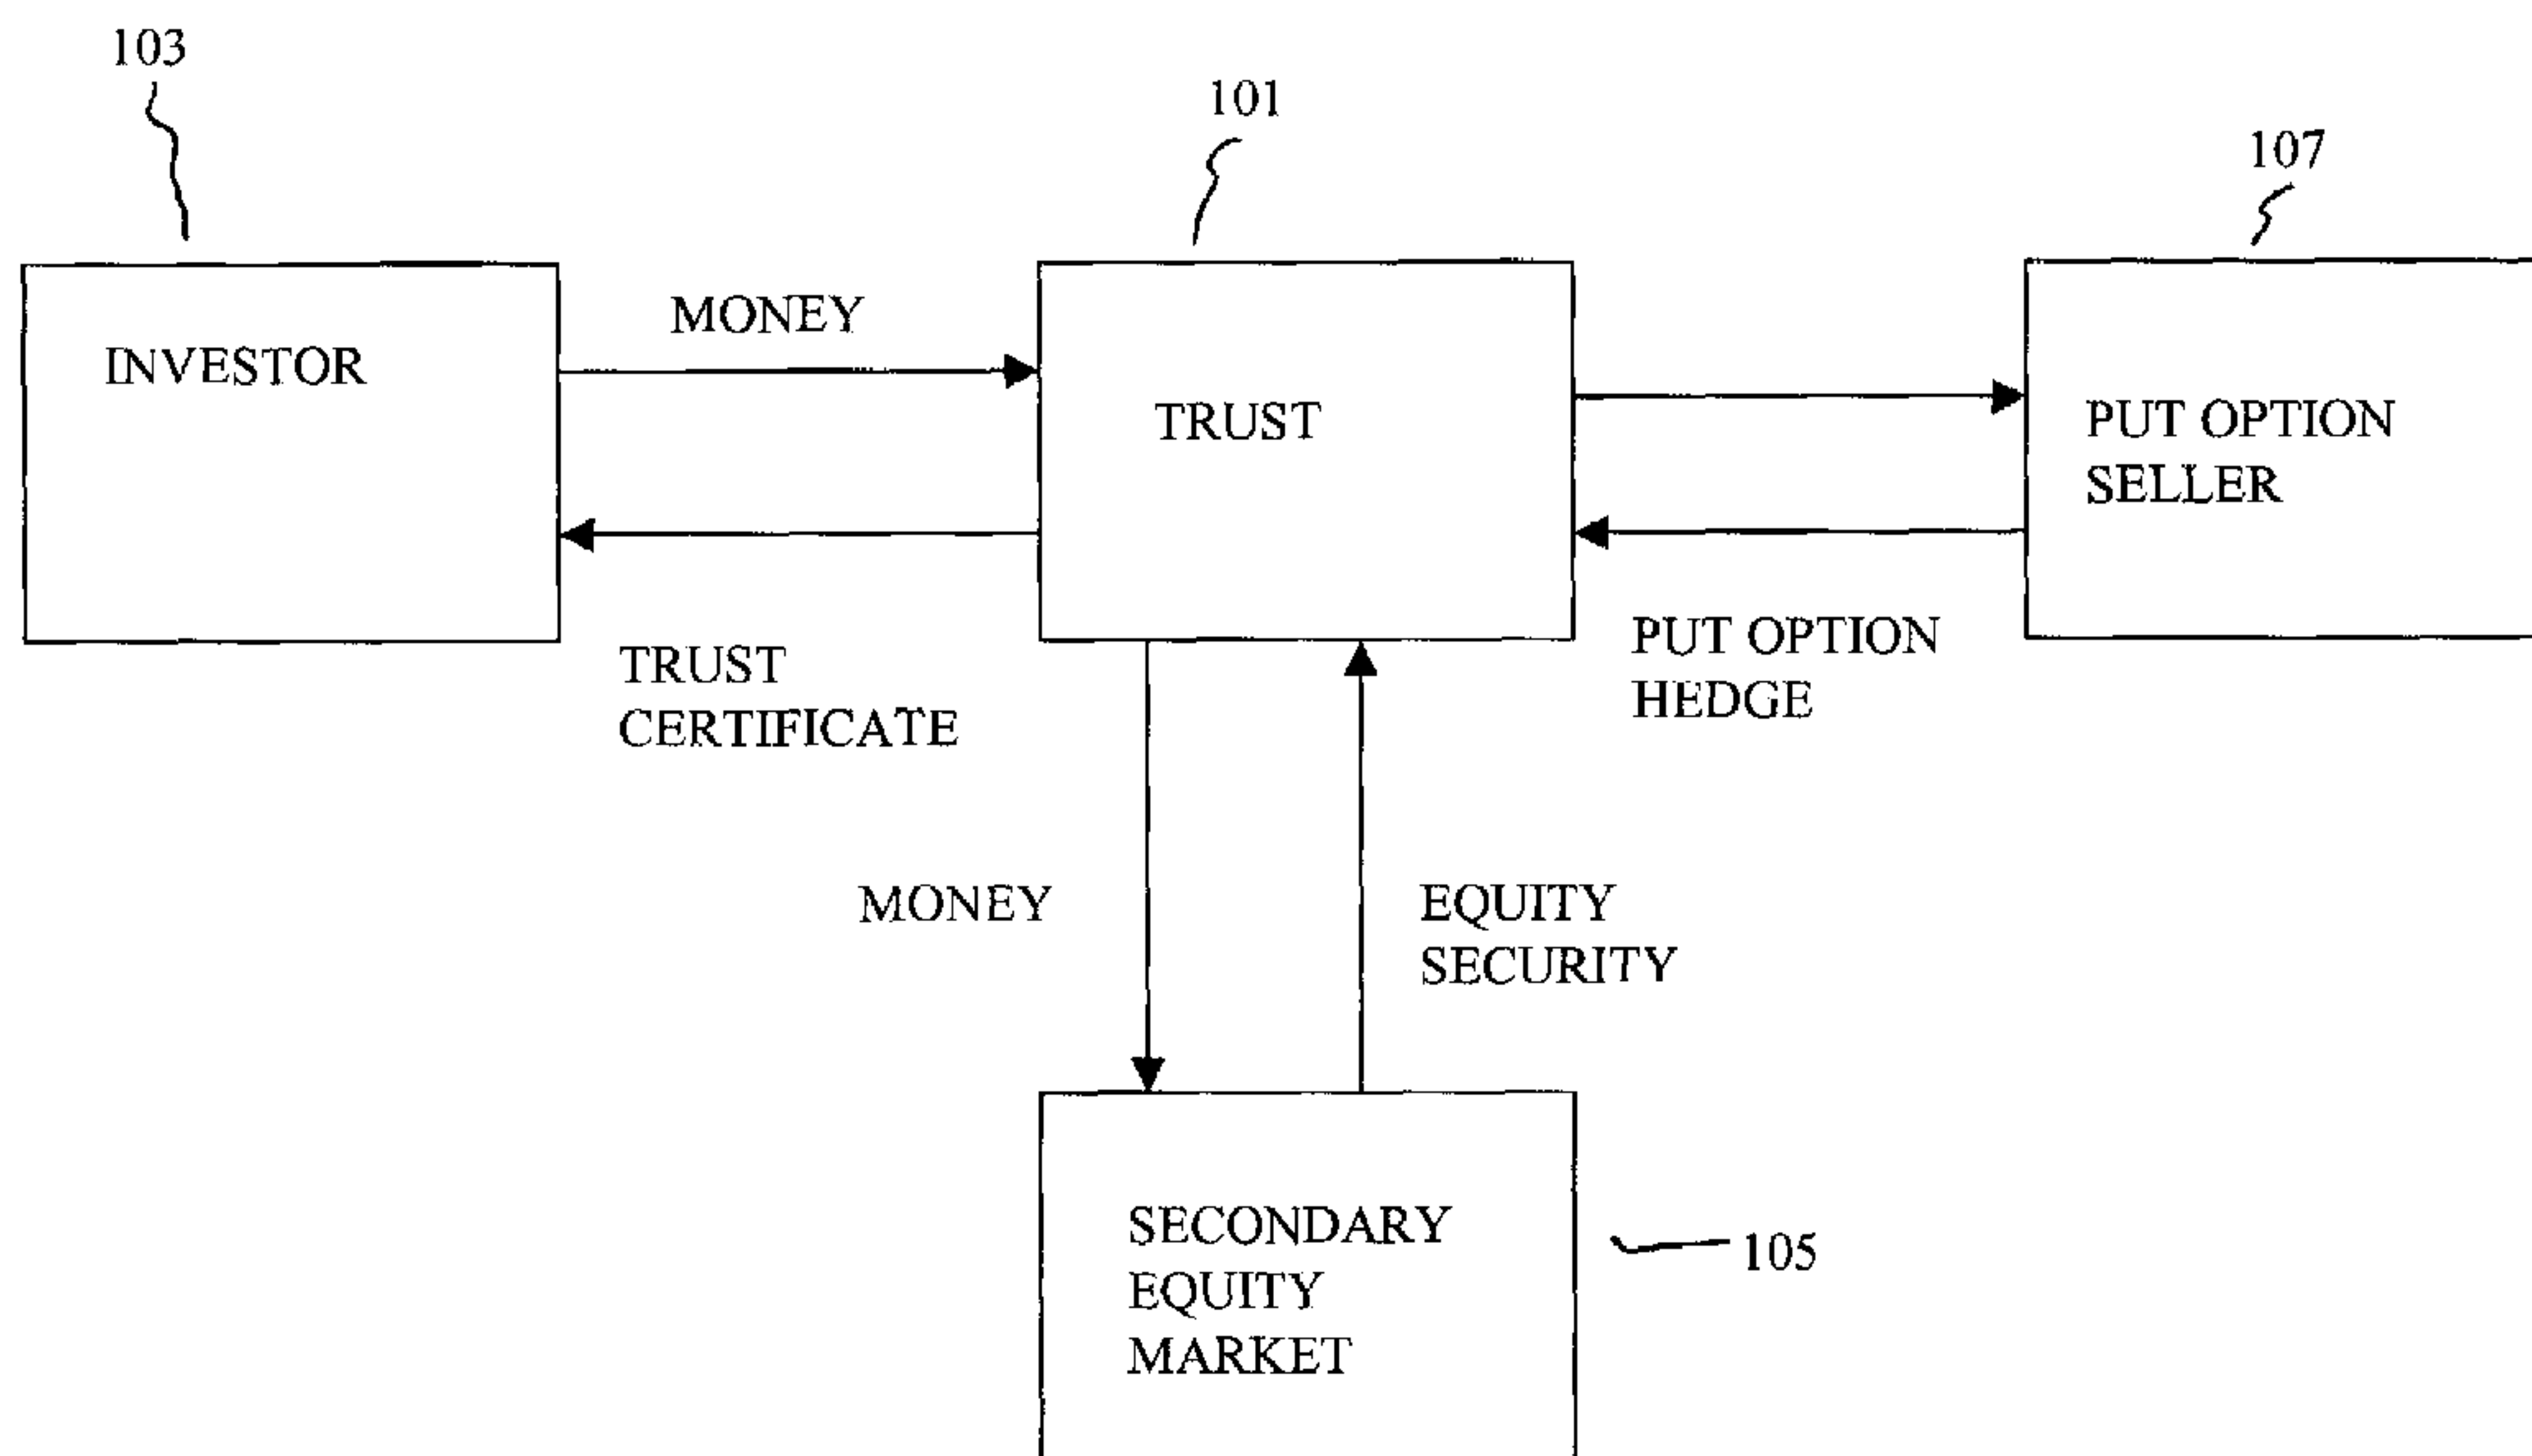 103
101
107
MONEY
INVESTOR
TRUST
PUT OPTION
SELLER
TRUST
CERTIFICATE
PUT OPTION
HEDGE
MONEY
EQUITY
SECURITY
SECONDARY
EQUITY
MARKET
105